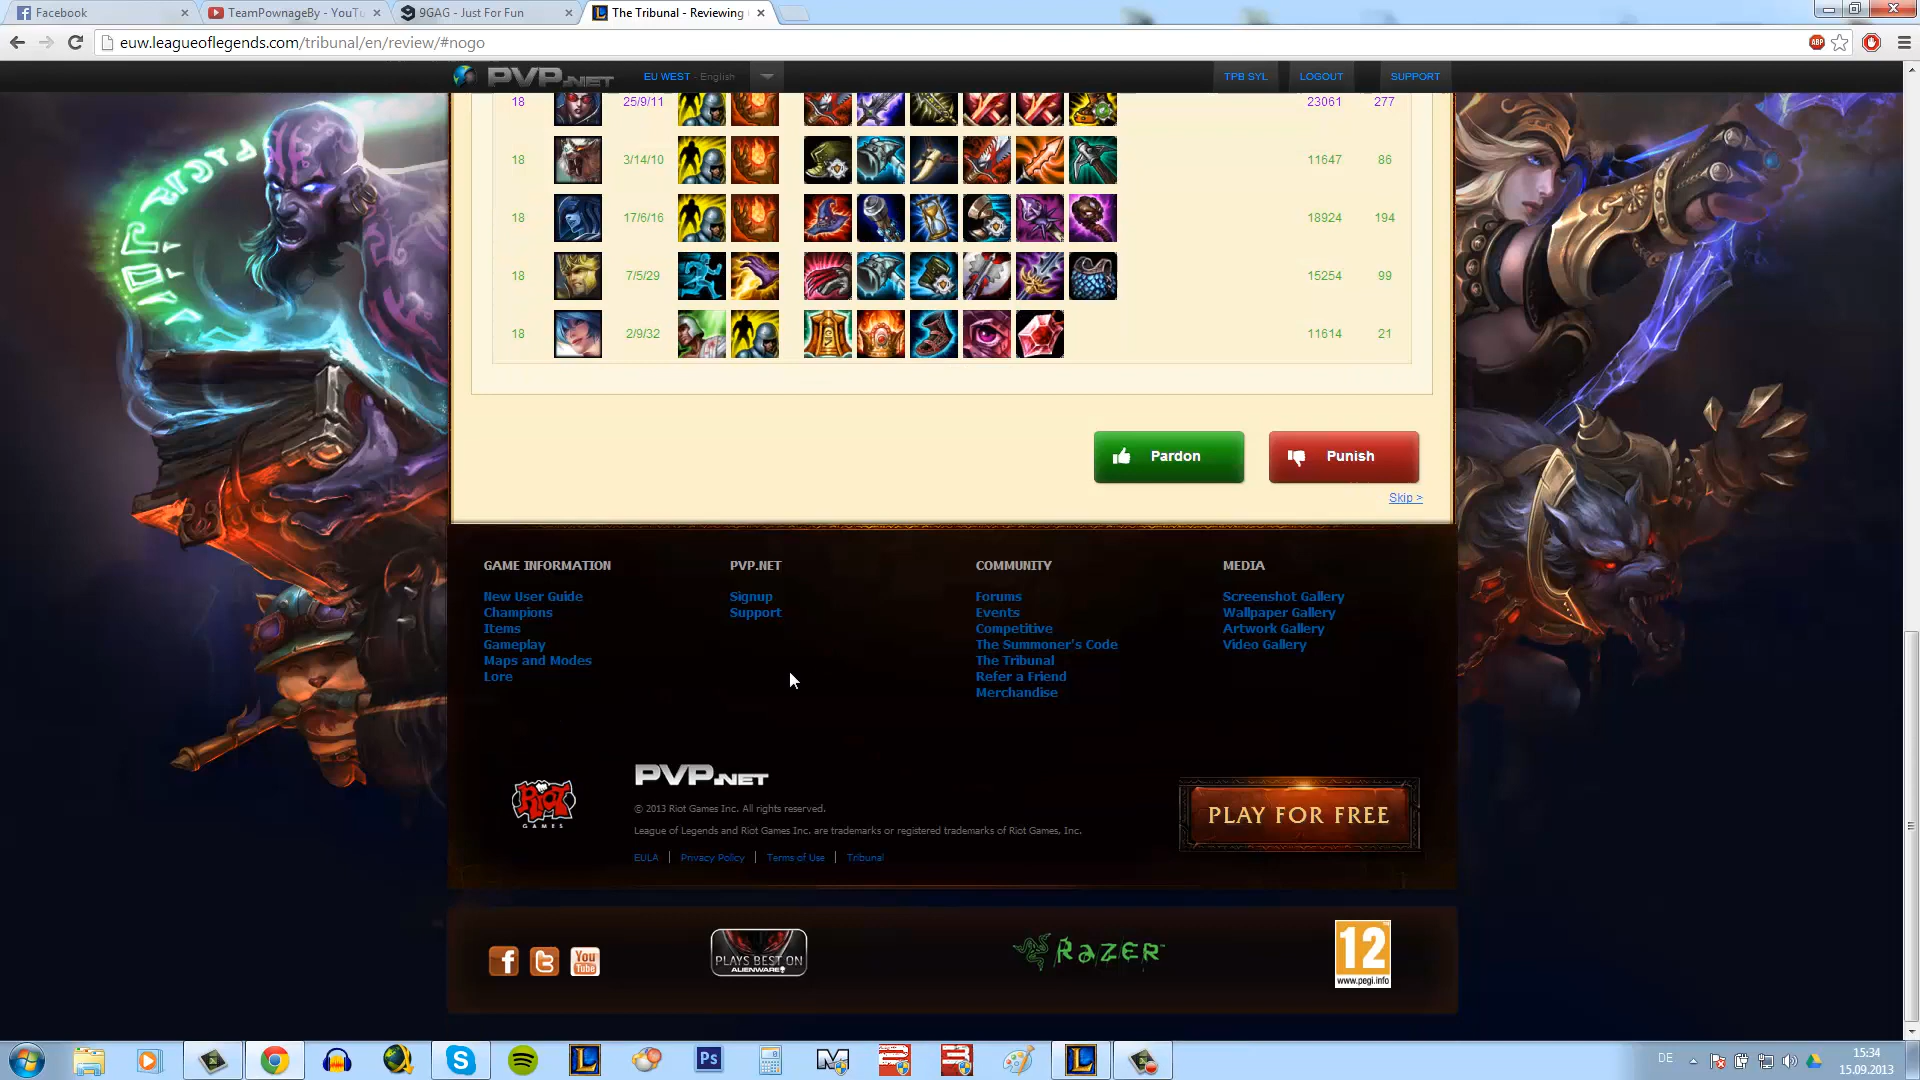 Facebook
TeamPownageBy - YouTu
9GAG - Just For Fun
The Tribunal - Reviewing
euw.leagueoflegends.com/tribunal/en/review/#nogo
ABP
PVP.NET
EU WEST - English
TPB SYL
LOGOUT
SUPPORT
18 25/9/11 23061 277
18 3/14/10 11647 86
18 17/6/16 18924 194
18 7/5/29 15254 99
18 2/9/32 11614 21
Pardon
Punish
Skip >
GAME INFORMATION
New User Guide
Champions
Items
Gameplay
Maps and Modes
Lore
PVP.NET
Signup
Support
COMMUNITY
Forums
Events
Competitive
The Summoner's Code
The Tribunal
Refer a Friend
Merchandise
MEDIA
Screenshot Gallery
Wallpaper Gallery
Artwork Gallery
Video Gallery
RIOT
GAMES
PVP.NET
© 2013 Riot Games Inc. All rights reserved.
League of Legends and Riot Games Inc. are trademarks or registered trademarks of Riot Games, Inc.
EULA | Privacy Policy | Terms of Use | Tribunal
PLAY FOR FREE
You
Tube
PLAYS BEST ON
ALIENWARE
RAZER™
12
www.pegi.info
Ps
DE
15:34
15.09.2013